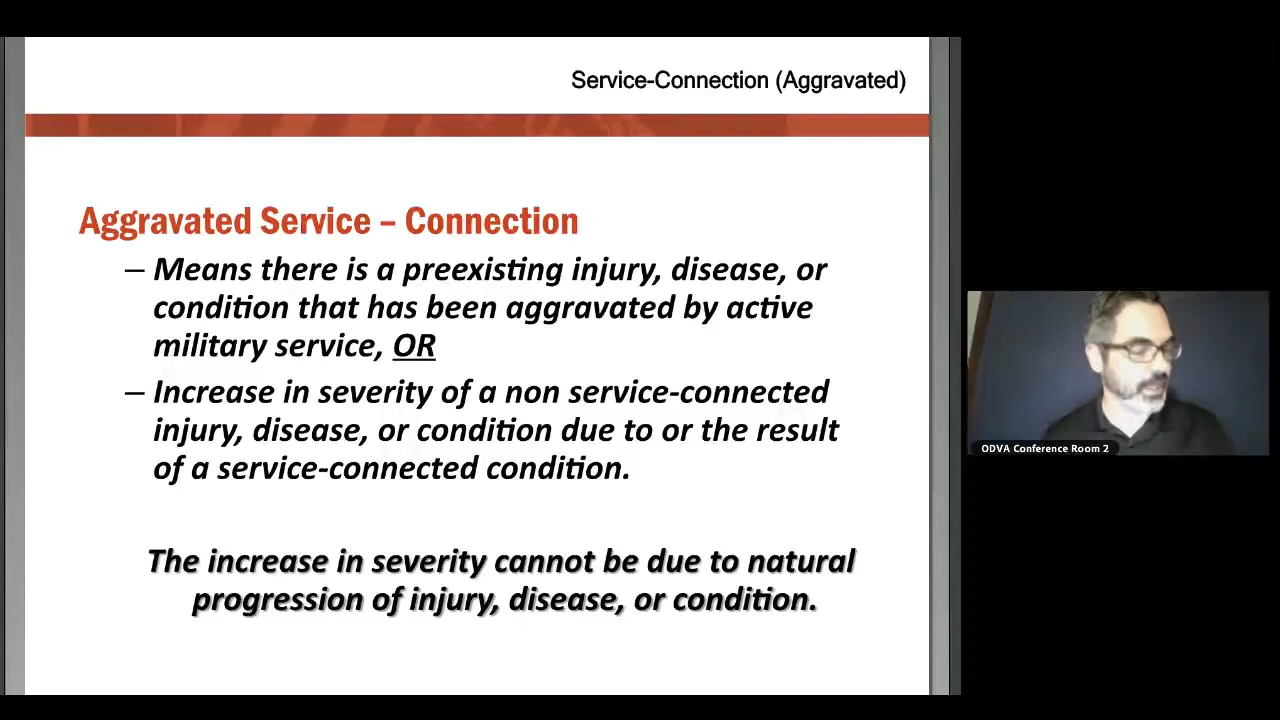 Service-Connection (Aggravated)
Aggravated Service – Connection
– Means there is a preexisting injury, disease, or
condition that has been aggravated by active
military service, OR
– Increase in severity of a non service-connected
injury, disease, or condition due to or the result
of a service-connected condition.
The increase in severity cannot be due to natural
progression of injury, disease, or condition.
ODVA Conference Room 2